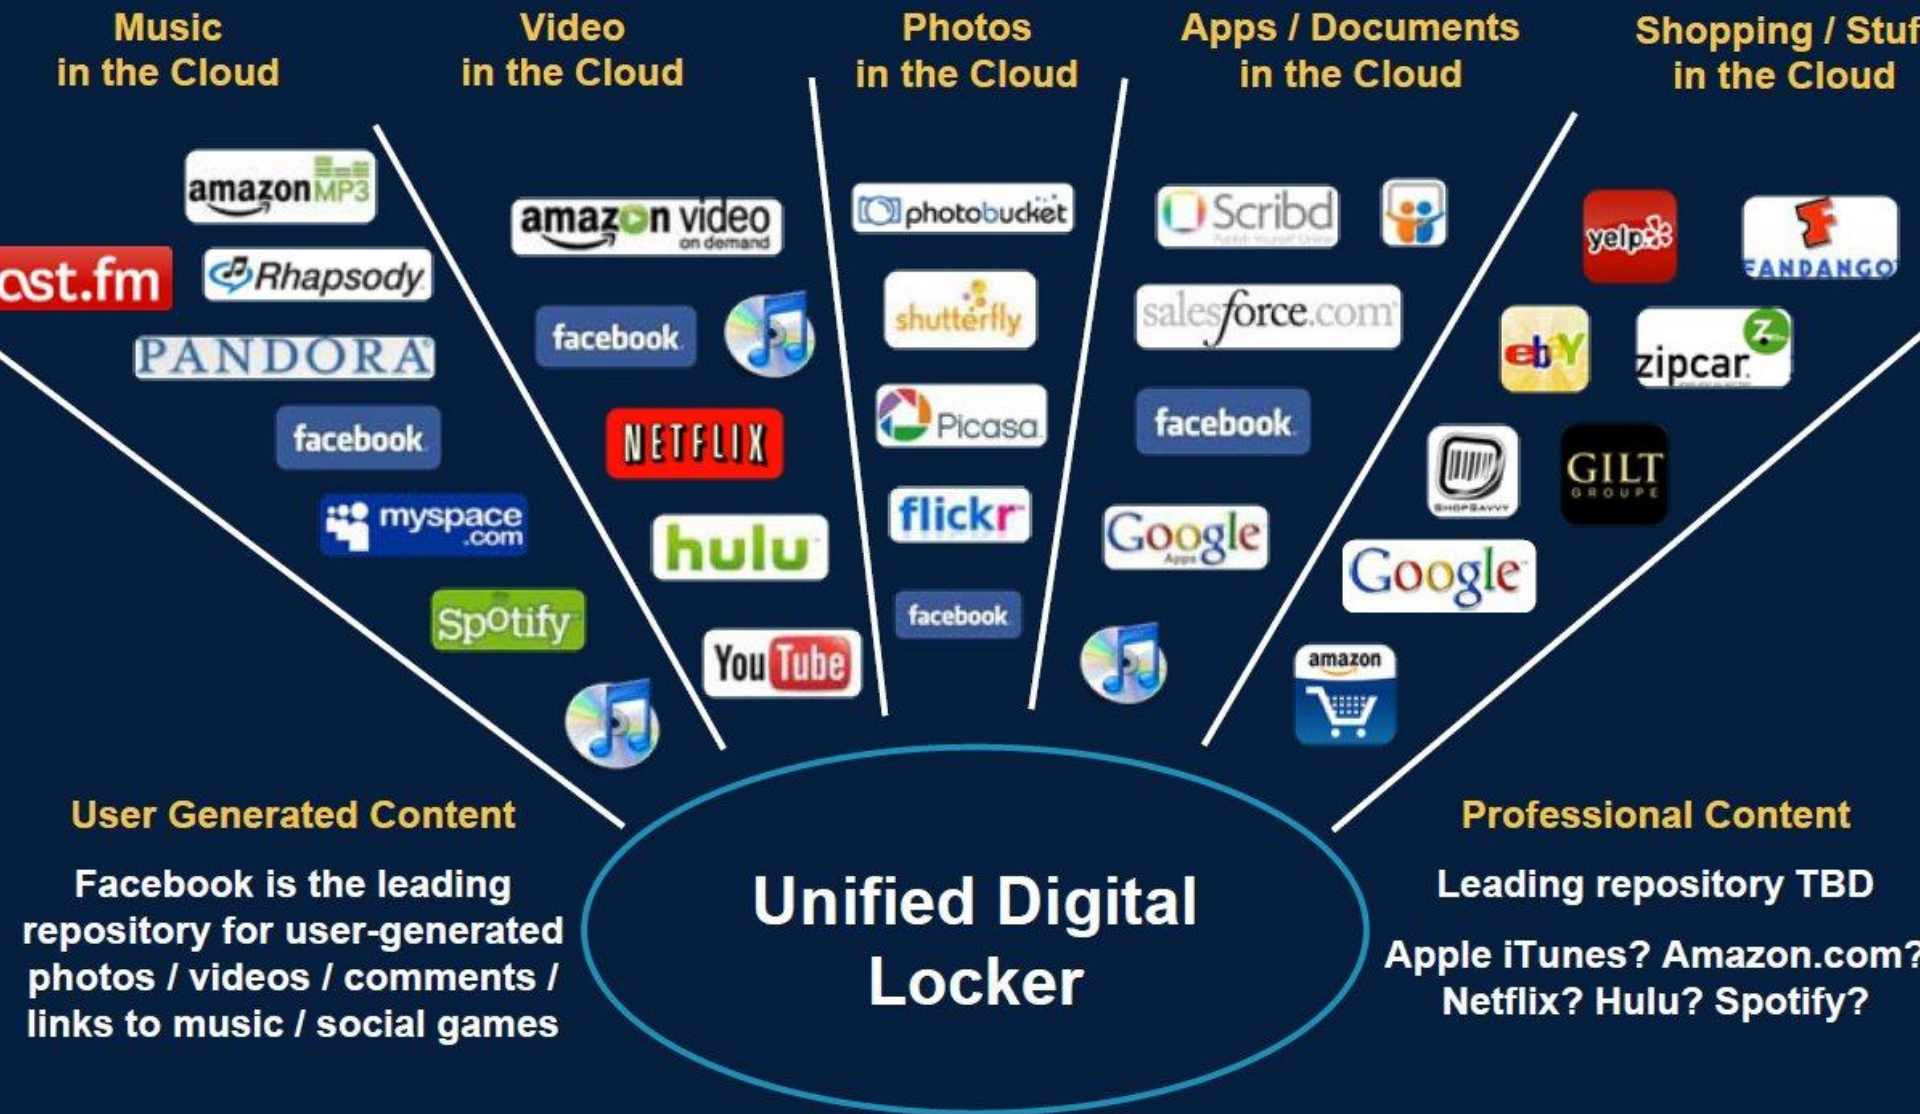 Music
in the Cloud
Video
in the Cloud
Photos
in the Cloud
Apps / Documents
in the Cloud
Shopping / Stuf
in the Cloud
amazonMP3
ast.fm
Rhapsody
PANDORA
facebook
myspace
.com
Spotify
amazon video
on demand
facebook
NETFLIX
hulu
You Tube
photobucket
shutterfly
Picasa
flickr
facebook
Scribd
salesforce.com
facebook
Google
Apps
yelp
FANDANGO
ebY
zipcar
SHOPSAVVY
GILT
GROUPE
Google
amazon
User Generated Content
Facebook is the leading
repository for user-generated
photos / videos / comments /
links to music / social games
Unified Digital
Locker
Professional Content
Leading repository TBD
Apple iTunes? Amazon.com?
Netflix? Hulu? Spotify?